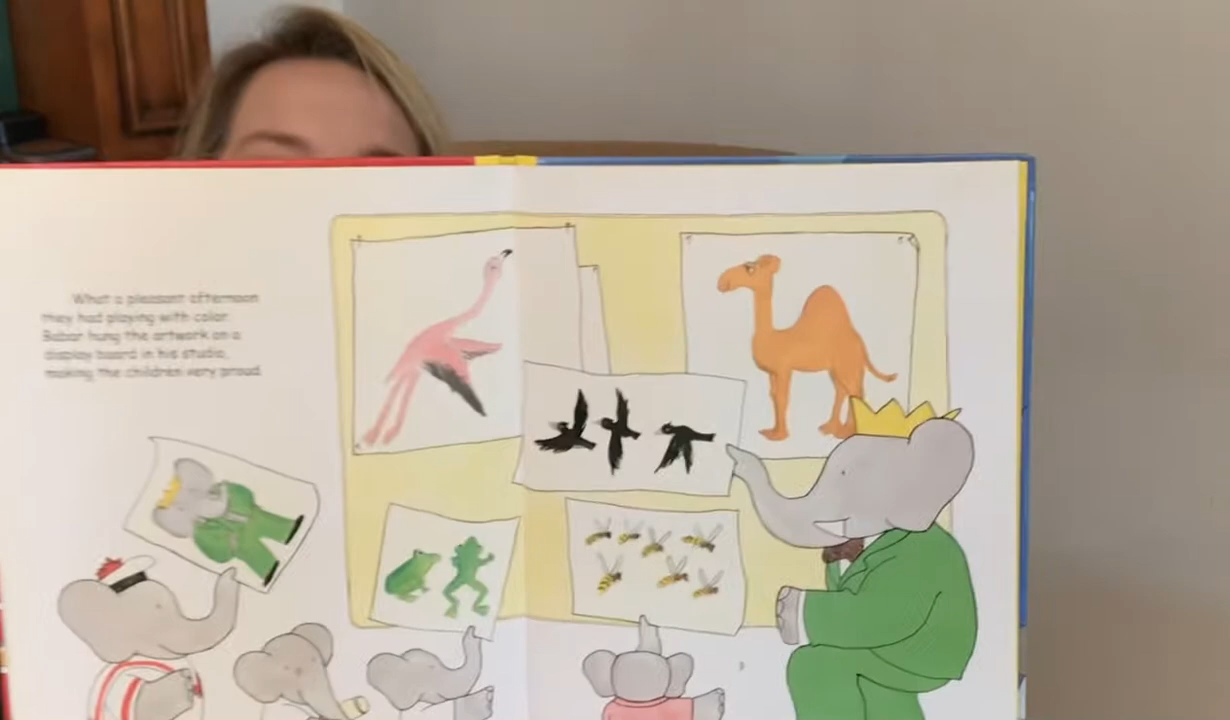 What a pleasant afternoon
they had playing with color.
Babar hung the artwork on a
display board in his studio,
making the children very proud.